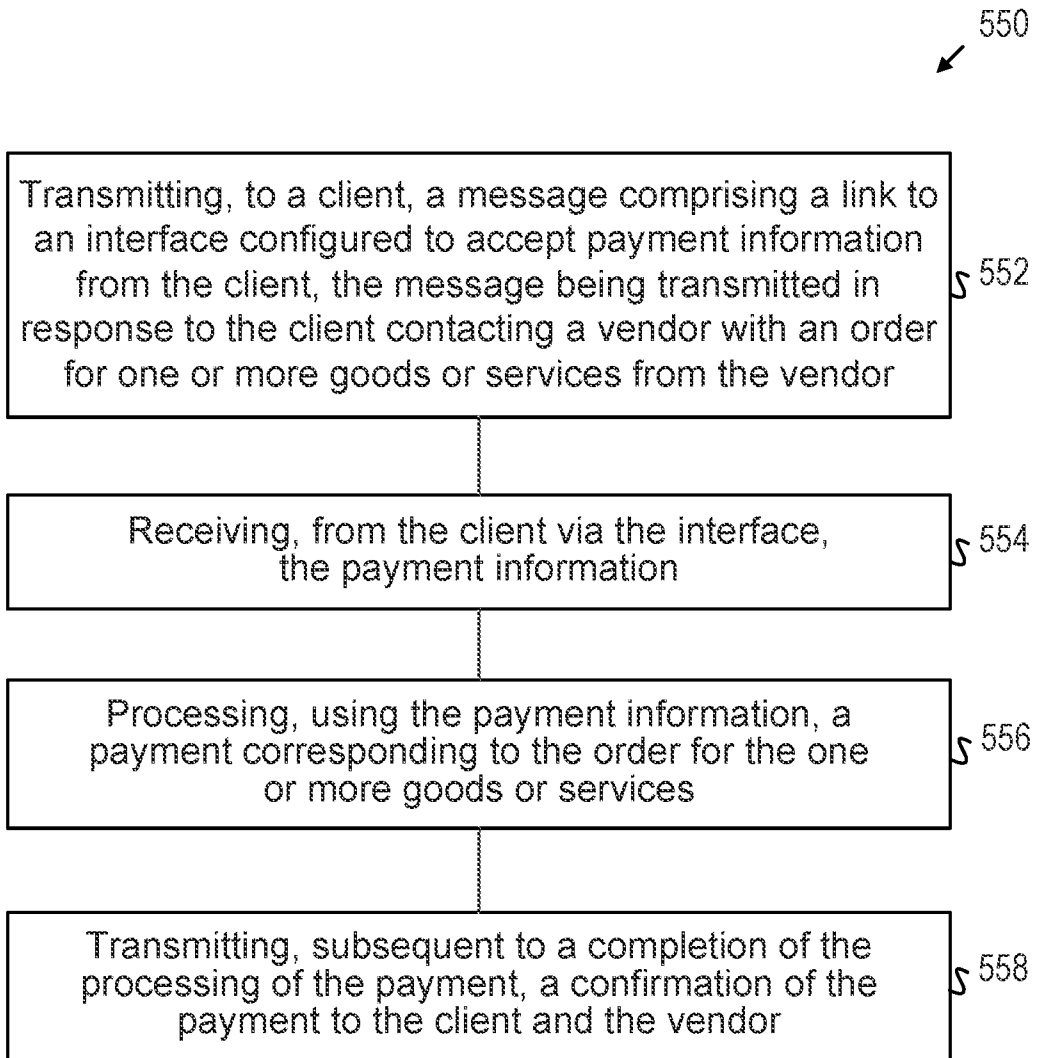 550
Transmitting, to a client, a message comprising a link to
an interface configured to accept payment information
from the client, the message being transmitted in
response to the client contacting a vendor with an order
for one or more goods or services from the vendor
552
Receiving, from the client via the interface,
the payment information
554
Processing, using the payment information, a
payment corresponding to the order for the one
or more goods or services
556
Transmitting, subsequent to a completion of the
processing of the payment, a confirmation of the
payment to the client and the vendor
558